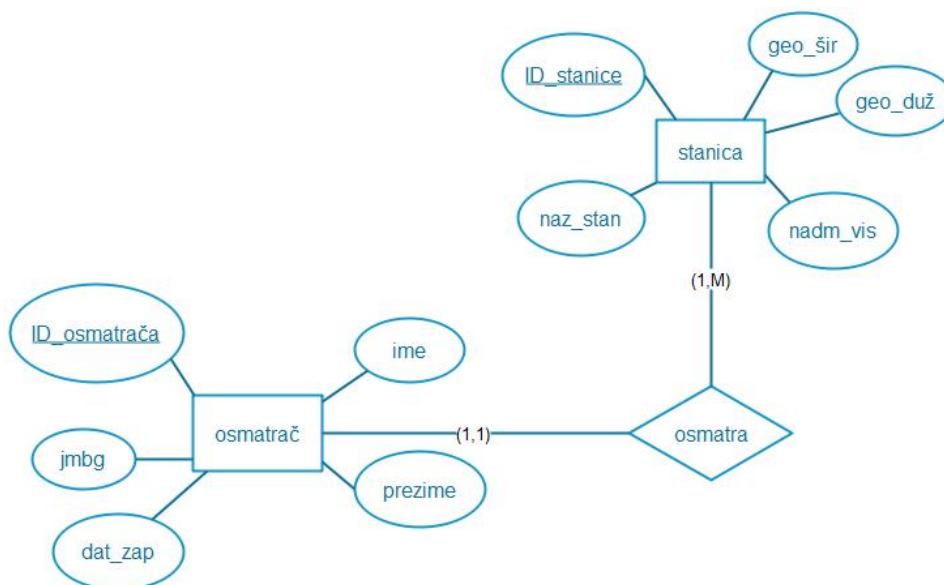 geo_šir
ID_stanice
geo_duž
stanica
naz_stan
nadm_vis
(1,M)
ID_osmatrača
ime
osmatrač
(1,1)
osmatra
jmbg
prezime
dat_zap